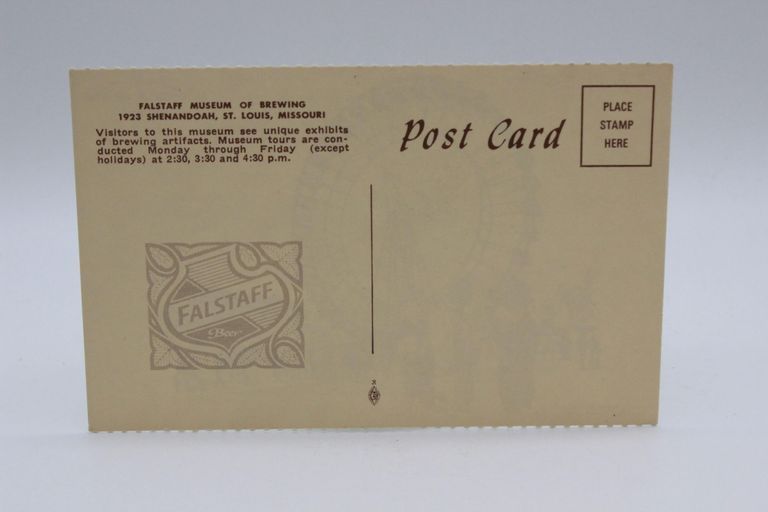 FALSTAFF MUSEUM OF BREWING
1923 SHENANDOAH, ST. LOUIS, MISSOURI
Visitors to this museum see unique exhibits
of brewing artifacts. Museum tours are con-
ducted Monday through Friday (except
holidays) at 2:30, 3:30 and 4:30 p.m.
Post Card
PLACE
STAMP
HERE
FALSTAFF
Beer